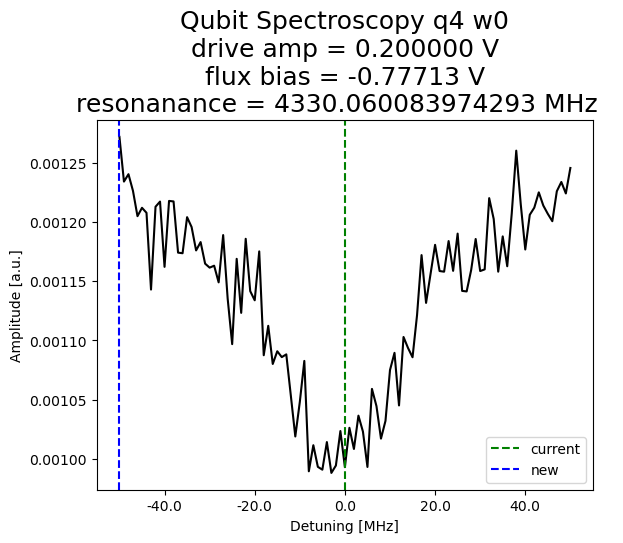 Qubit Spectroscopy q4 w0
drive amp = 0.200000 V
flux bias = -0.77713 V
resonanance = 4330.060083974293 MHz
0.00125
0.00120
0.00115
0.00110
0.00105
0.00100
Amplitude [a.u.]
current
new
-40.0
-20.0
0.0
20.0
40.0
Detuning [MHz]